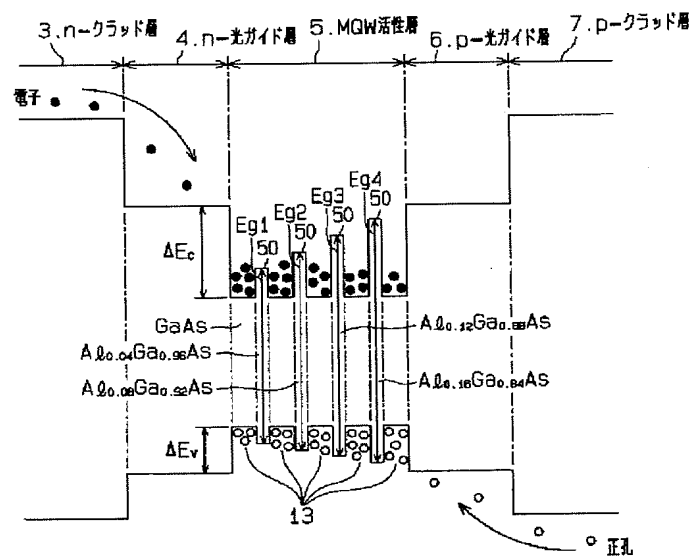 3.n−クラッド層
4.n−光ガイド層
5.MQW活性層
6.p−光ガイド層
7.p−クラッド層
電子
Eg1
50
Eg2
50
Eg3
50
Eg4
50
ΔEc
GaAs
Al0.04Ga0.96As
Al0.08Ga0.92As
Al0.12Ga0.88As
Al0.16Ga0.84As
ΔEv
13
正孔